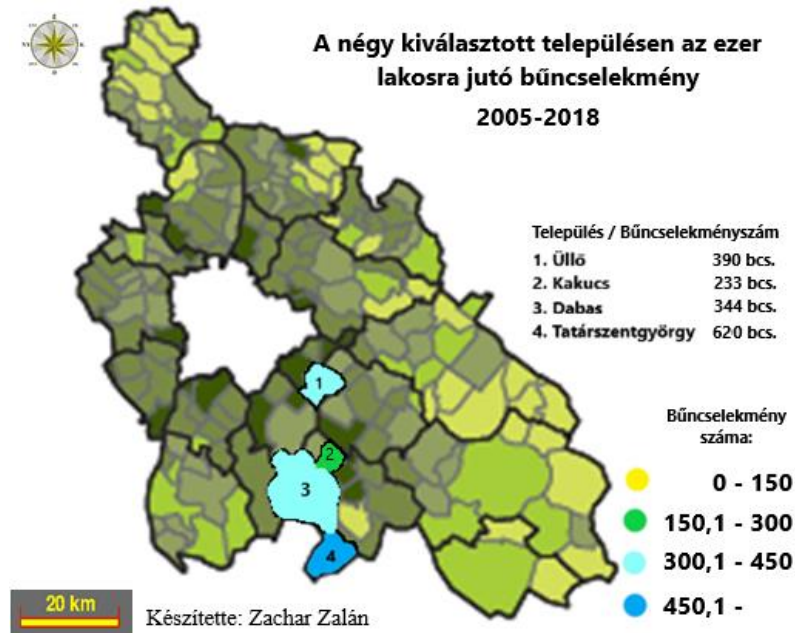 A négy kiválasztott településen az ezer
lakosra jutó bűncselekmény
2005-2018
Település / Bűncselekményszám
1. Üllő 390 bcs.
2. Kakucs 233 bcs.
3. Dabas 344 bcs.
4. Tatárszentgyörgy 620 bcs.
1
2
3
4
Bűncselekmény
száma:
0 - 150
150,1 - 300
300,1 - 450
450,1 -
20 km
Készítette: Zachar Zalán